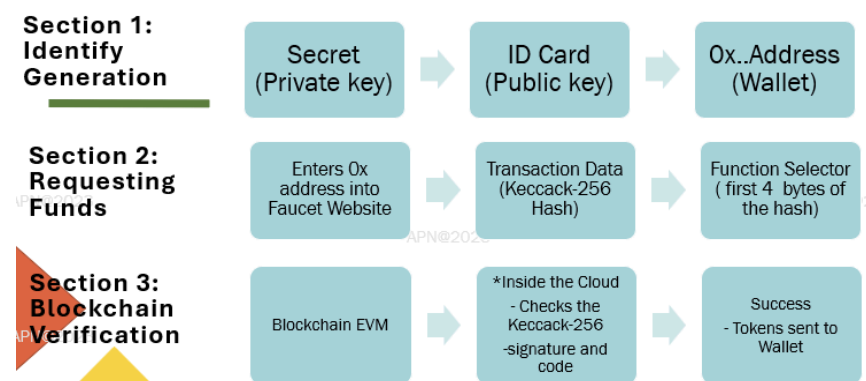 Section 1:
Identify
Generation
Secret
(Private key)
ID Card
(Public key)
0x..Address
(Wallet)
Section 2:
Requesting
Funds
Enters 0x
address into
Faucet Website
Transaction Data
(Keccack-256
Hash)
Function Selector
( first 4 bytes of
the hash)
APN@202
Section 3:
Blockchain
Verification
Blockchain EVM
*Inside the Cloud
- Checks the
Keccack-256
-signature and
code
Success
- Tokens sent to
Wallet